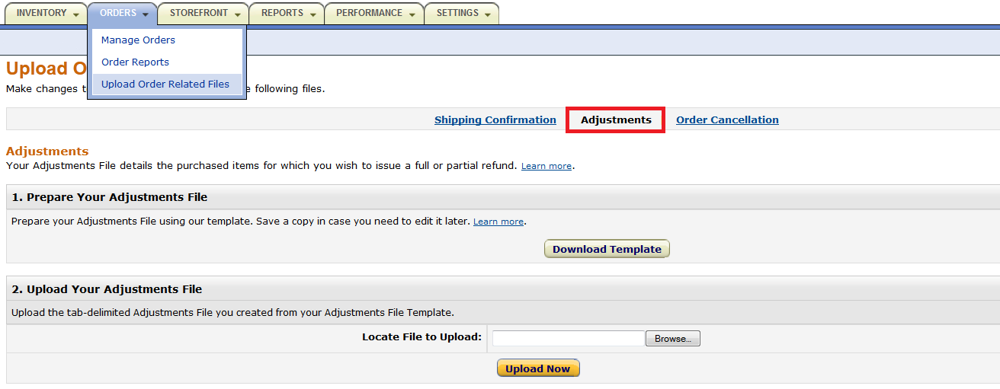 INVENTORY ORDERS STOREFRONT REPORTS PERFORMANCE SETTINGS
Manage Orders
Order Reports
Upload Order Related Files
Upload O
Make changes t e following files.
Shipping Confirmation Adjustments Order Cancellation
Adjustments
Your Adjustments File details the purchased items for which you wish to issue a full or partial refund. Learn more.
1. Prepare Your Adjustments File
Prepare your Adjustments File using our template. Save a copy in case you need to edit it later. Learn more.
Download Template
2. Upload Your Adjustments File
Upload the tab-delimited Adjustments File you created from your Adjustments File Template.
Locate File to Upload: Browse...
Upload Now